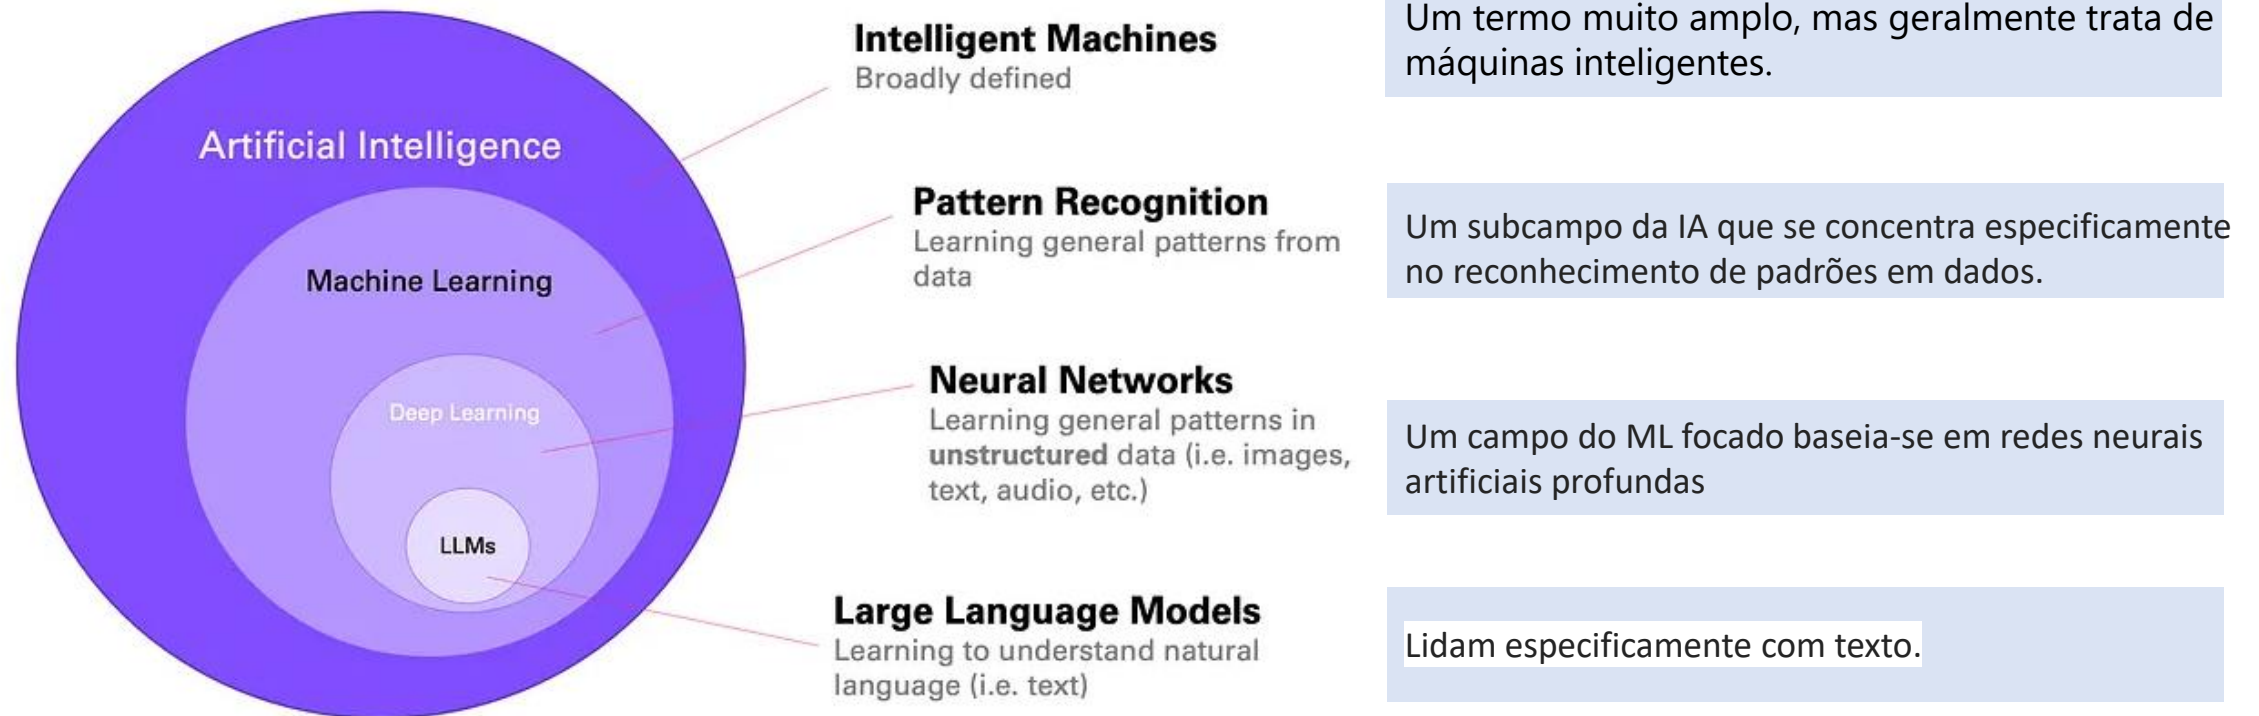 Artificial Intelligence
Machine Learning
Deep Learning
LLMs
Intelligent Machines
Broadly defined
Pattern Recognition
Learning general patterns from
data
Neural Networks
Learning general patterns in
unstructured data (i.e. images,
text, audio, etc.)
Large Language Models
Learning to understand natural
language (i.e. text)
Um termo muito amplo, mas geralmente trata de
máquinas inteligentes.
Um subcampo da IA que se concentra especificamente
no reconhecimento de padrões em dados.
Um campo do ML focado baseia-se em redes neurais
artificiais profundas
Lidam especificamente com texto.